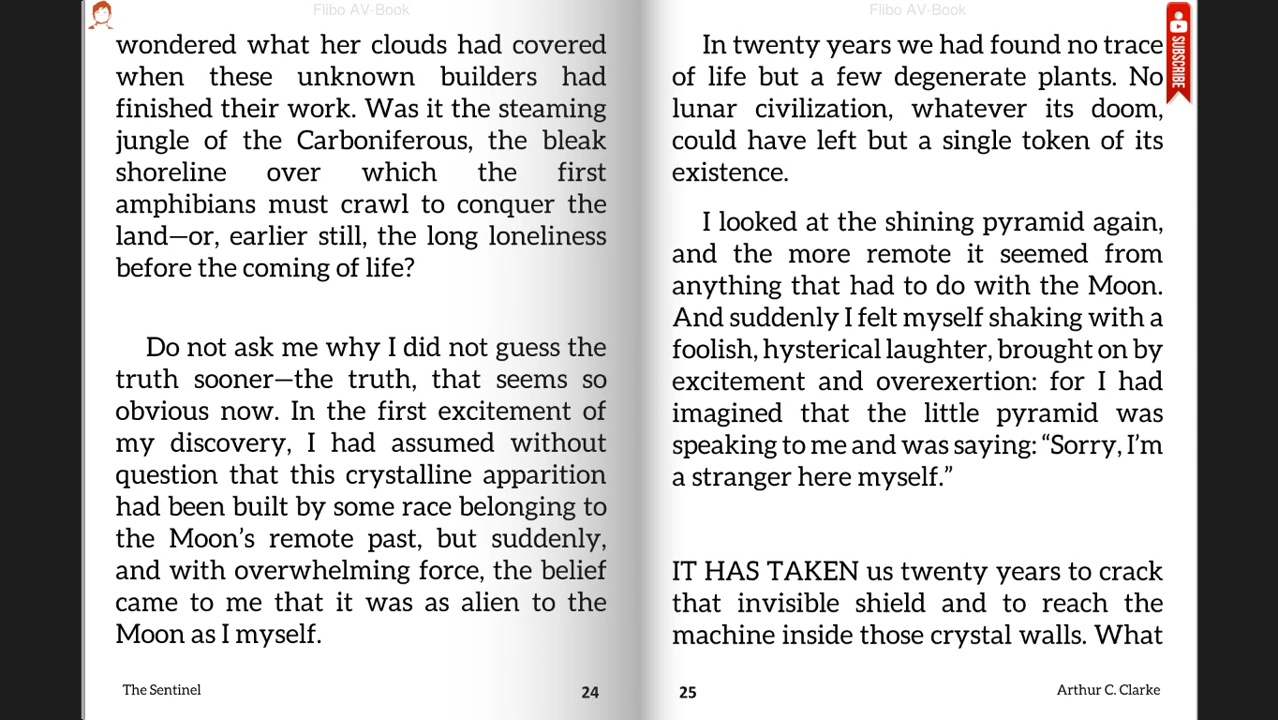 Flibo AV-Book
wondered what her clouds had covered
when these unknown builders had
finished their work. Was it the steaming
jungle of the Carboniferous, the bleak
shoreline over which the first
amphibians must crawl to conquer the
land—or, earlier still, the long loneliness
before the coming of life?
Do not ask me why I did not guess the
truth sooner—the truth, that seems so
obvious now. In the first excitement of
my discovery, I had assumed without
question that this crystalline apparition
had been built by some race belonging to
the Moon’s remote past, but suddenly,
and with overwhelming force, the belief
came to me that it was as alien to the
Moon as I myself.
The Sentinel
24
Flibo AV-Book
SUBSCRIBE
In twenty years we had found no trace
of life but a few degenerate plants. No
lunar civilization, whatever its doom,
could have left but a single token of its
existence.
I looked at the shining pyramid again,
and the more remote it seemed from
anything that had to do with the Moon.
And suddenly I felt myself shaking with a
foolish, hysterical laughter, brought on by
excitement and overexertion: for I had
imagined that the little pyramid was
speaking to me and was saying: “Sorry, I’m
a stranger here myself.”
IT HAS TAKEN us twenty years to crack
that invisible shield and to reach the
machine inside those crystal walls. What
25
Arthur C. Clarke